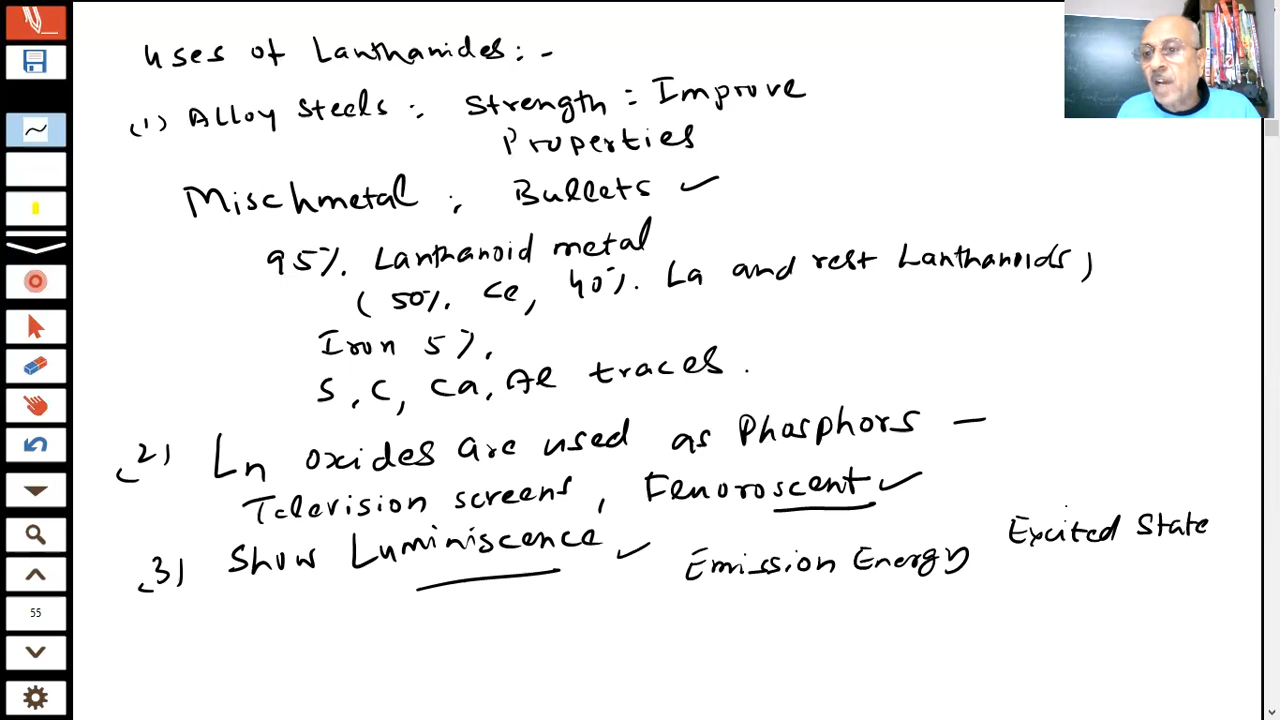 Uses of Lanthanides: -
(1) Alloy Steels : Strength : Improve
Properties
Mischmetal : Bullets ✓
95% Lanthanoid metal
(50% Ce, 40% La and rest Lanthanoids)
Iron 5%.
S, C, Ca, Al traces.
(2) Ln oxides are used as Phosphors —
Television screens, Fluoroscent ✓
(3) Show Luminiscence ✓ Emission Energy Excited State
55